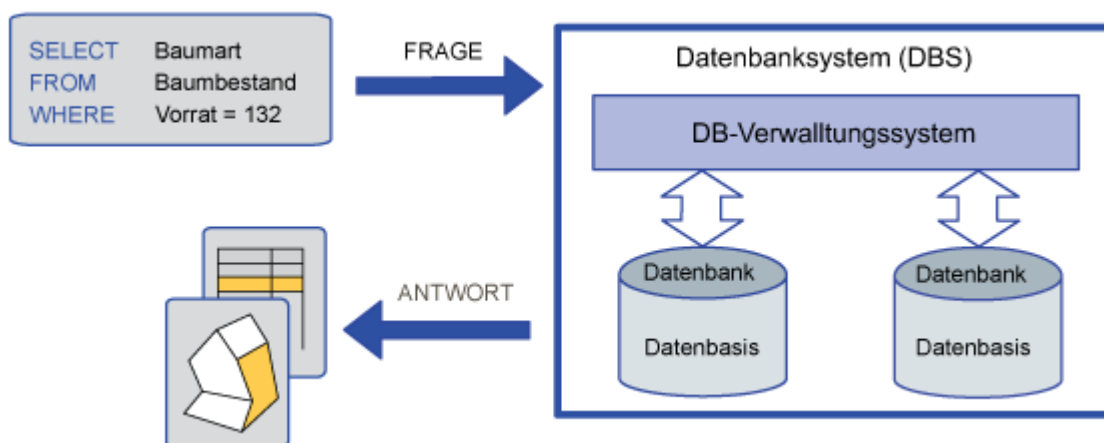 SELECT Baumart
FROM Baumbestand
WHERE Vorrat = 132
FRAGE
Datenbanksystem (DBS)
DB-Verwalltungssystem
Datenbank
Datenbasis
Datenbank
Datenbasis
ANTWORT